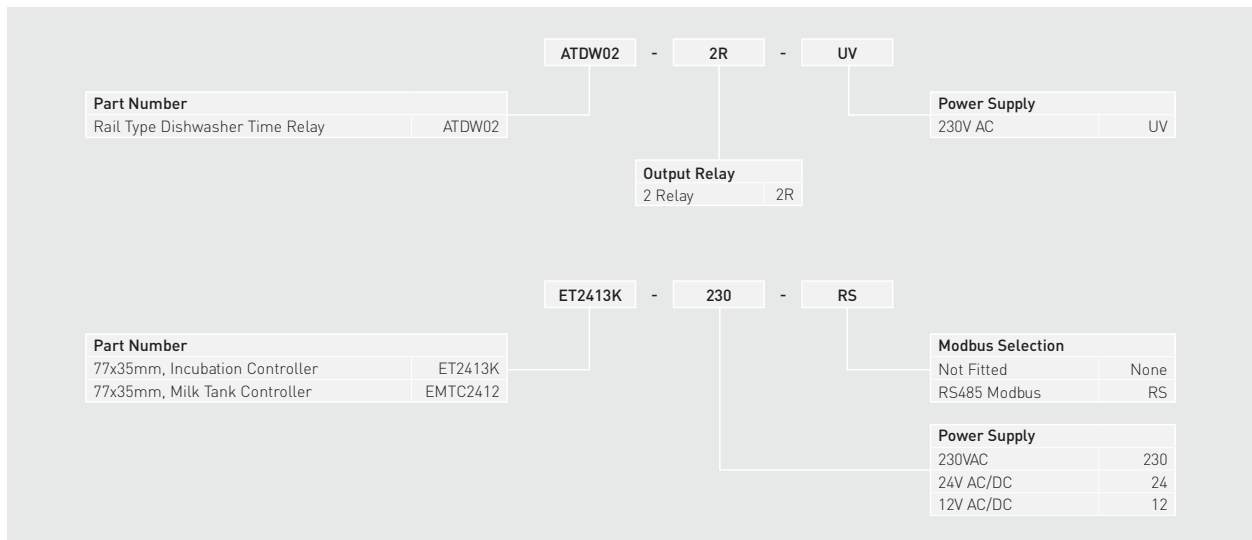 ATDW02 - 2R - UV
Part Number
Rail Type Dishwasher Time Relay ATDW02
Power Supply
230V AC UV
Output Relay
2 Relay 2R
ET2413K - 230 - RS
Part Number
77x35mm, Incubation Controller ET2413K
77x35mm, Milk Tank Controller EMTC2412
Modbus Selection
Not Fitted None
RS485 Modbus RS
Power Supply
230VAC 230
24V AC/DC 24
12V AC/DC 12